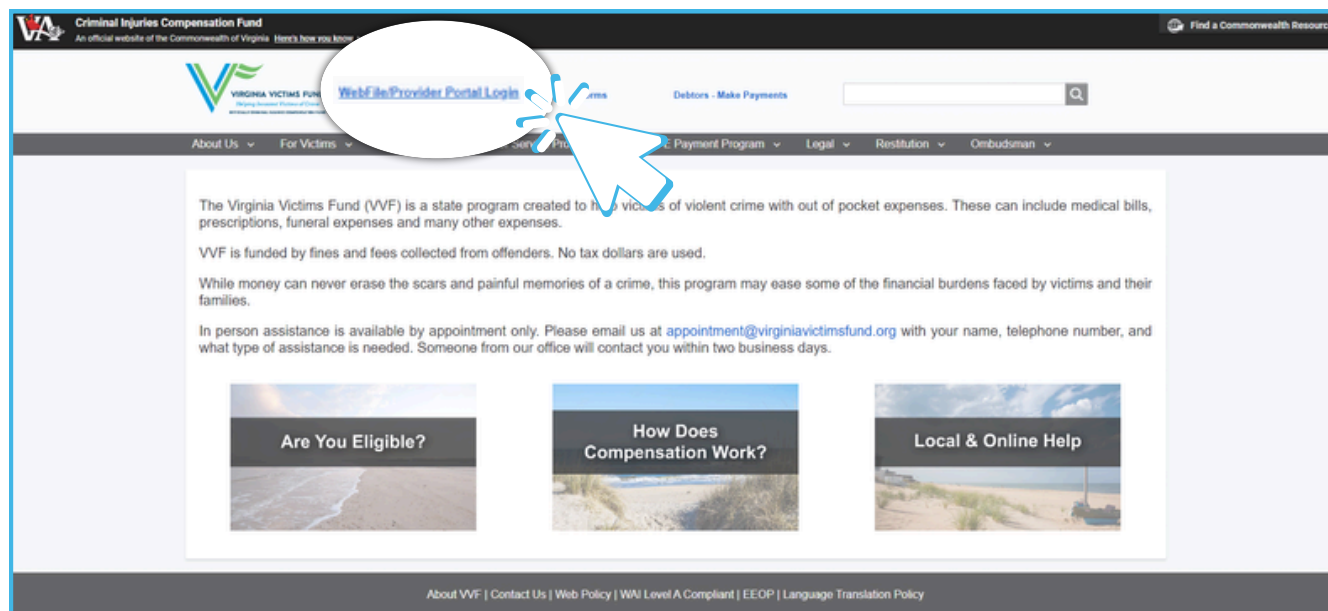 Criminal Injuries Compensation Fund
An official website of the Commonwealth of Virginia Here's how you know
Find a Commonwealth Resourc
VIRGINIA VICTIMS FUN
WebFile/Provider Portal Login
rms
Debtors - Make Payments
About Us
For Victims
Serv
Pro
E Payment Program
Legal
Restitution
Ombudsman
The Virginia Victims Fund (VVF) is a state program created to h vic s of violent crime with out of pocket expenses. These can include medical bills,
prescriptions, funeral expenses and many other expenses.
VVF is funded by fines and fees collected from offenders. No tax dollars are used.
While money can never erase the scars and painful memories of a crime, this program may ease some of the financial burdens faced by victims and their
families.
In person assistance is available by appointment only. Please email us at appointment@virginiavictimsfund.org with your name, telephone number, and
what type of assistance is needed. Someone from our office will contact you within two business days.
Are You Eligible?
How Does
Compensation Work?
Local & Online Help
About VVF | Contact Us | Web Policy | WAI Level A Compliant | EEOP | Language Translation Policy